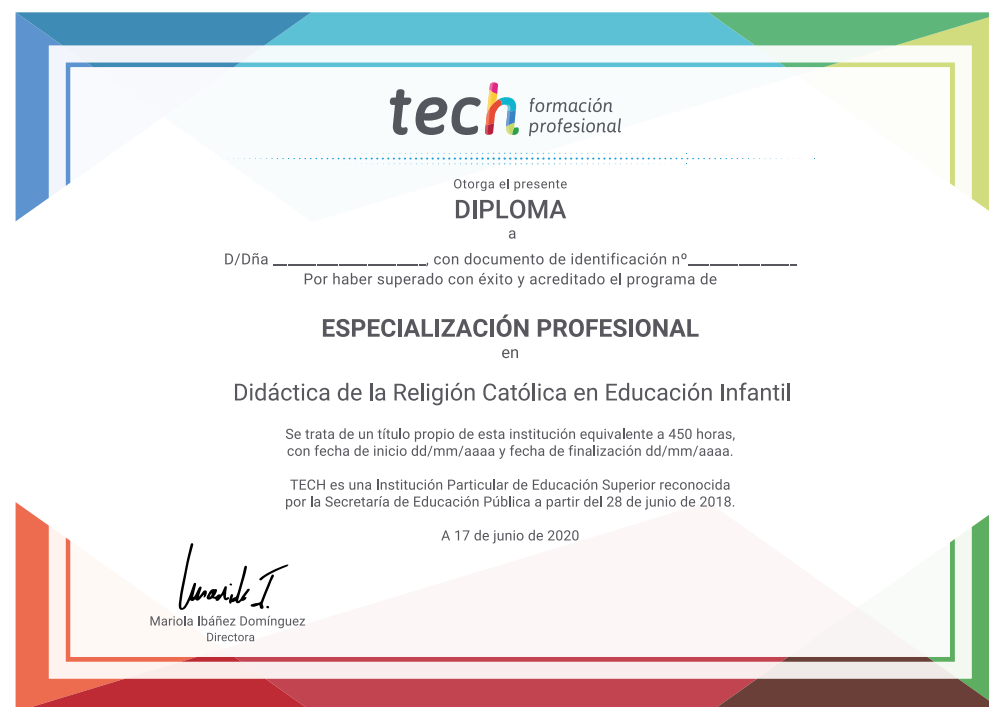 tech formación
profesional
Otorga el presente
DIPLOMA
a
D/Dña ____________________, con documento de identificación nº______________
Por haber superado con éxito y acreditado el programa de
ESPECIALIZACIÓN PROFESIONAL
en
Didáctica de la Religión Católica en Educación Infantil
Se trata de un título propio de esta institución equivalente a 450 horas,
con fecha de inicio dd/mm/aaaa y fecha de finalización dd/mm/aaaa.
TECH es una Institución Particular de Educación Superior reconocida
por la Secretaría de Educación Pública a partir del 28 de junio de 2018.
A 17 de junio de 2020
Mariola Ibáñez Domínguez
Directora